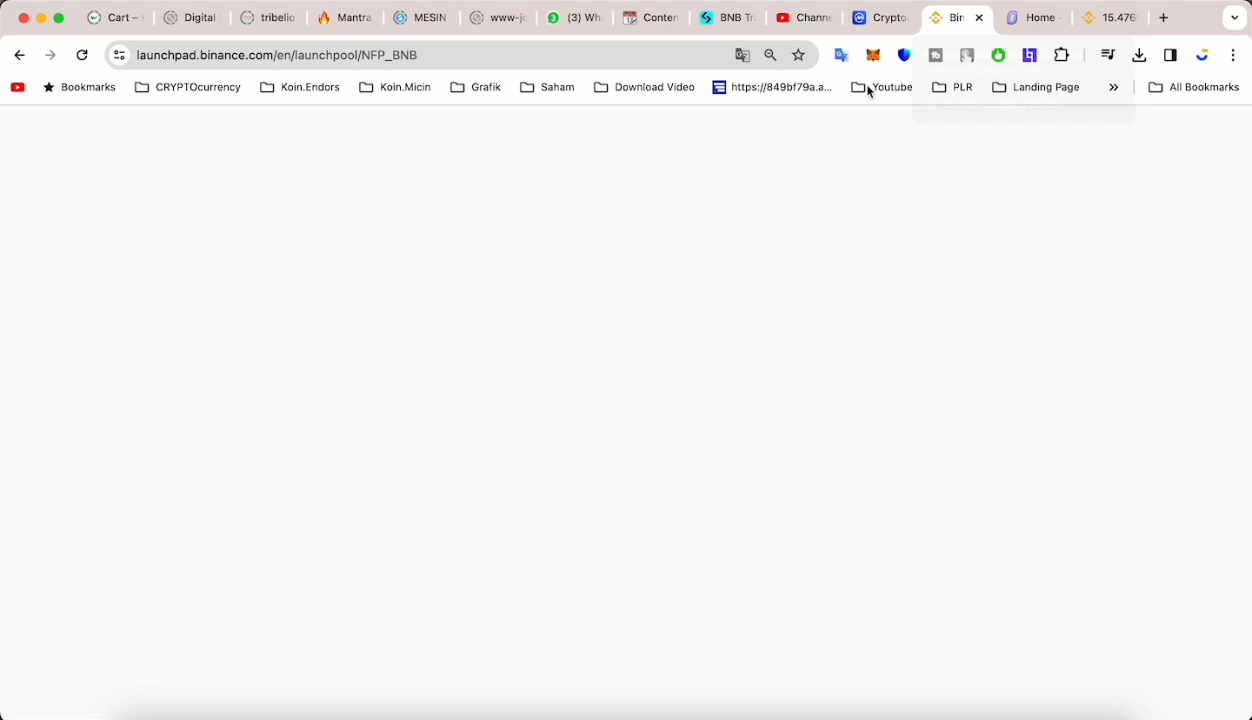 Cart –
Digital
tribelio
Mantra
MESIN
www-jo
(3) Wh
Conten
BNB Tr
Channe
Crypto
Bin
Home -
15.476
launchpad.binance.com/en/launchpool/NFP_BNB
Bookmarks
CRYPTOcurrency
Koin.Endors
Koin.Micin
Grafik
Saham
Download Video
https://849bf79a.a...
Youtube
PLR
Landing Page
»
All Bookmarks